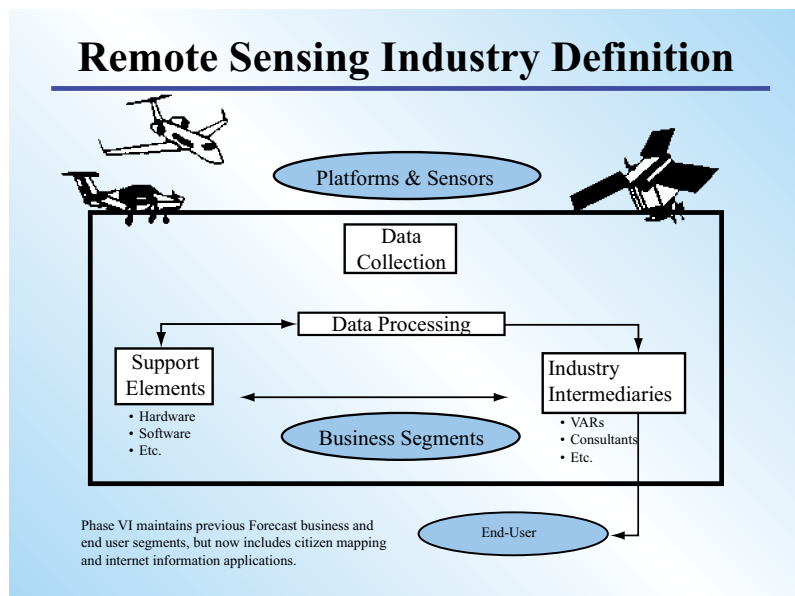 Remote Sensing Industry Definition
Platforms & Sensors
Data
Collection
Data Processing
Support
Elements
• Hardware
• Software
• Etc.
Industry
Intermediaries
• VARs
• Consultants
• Etc.
Business Segments
Phase VI maintains previous Forecast business and
end user segments, but now includes citizen mapping
and internet information applications.
End-User